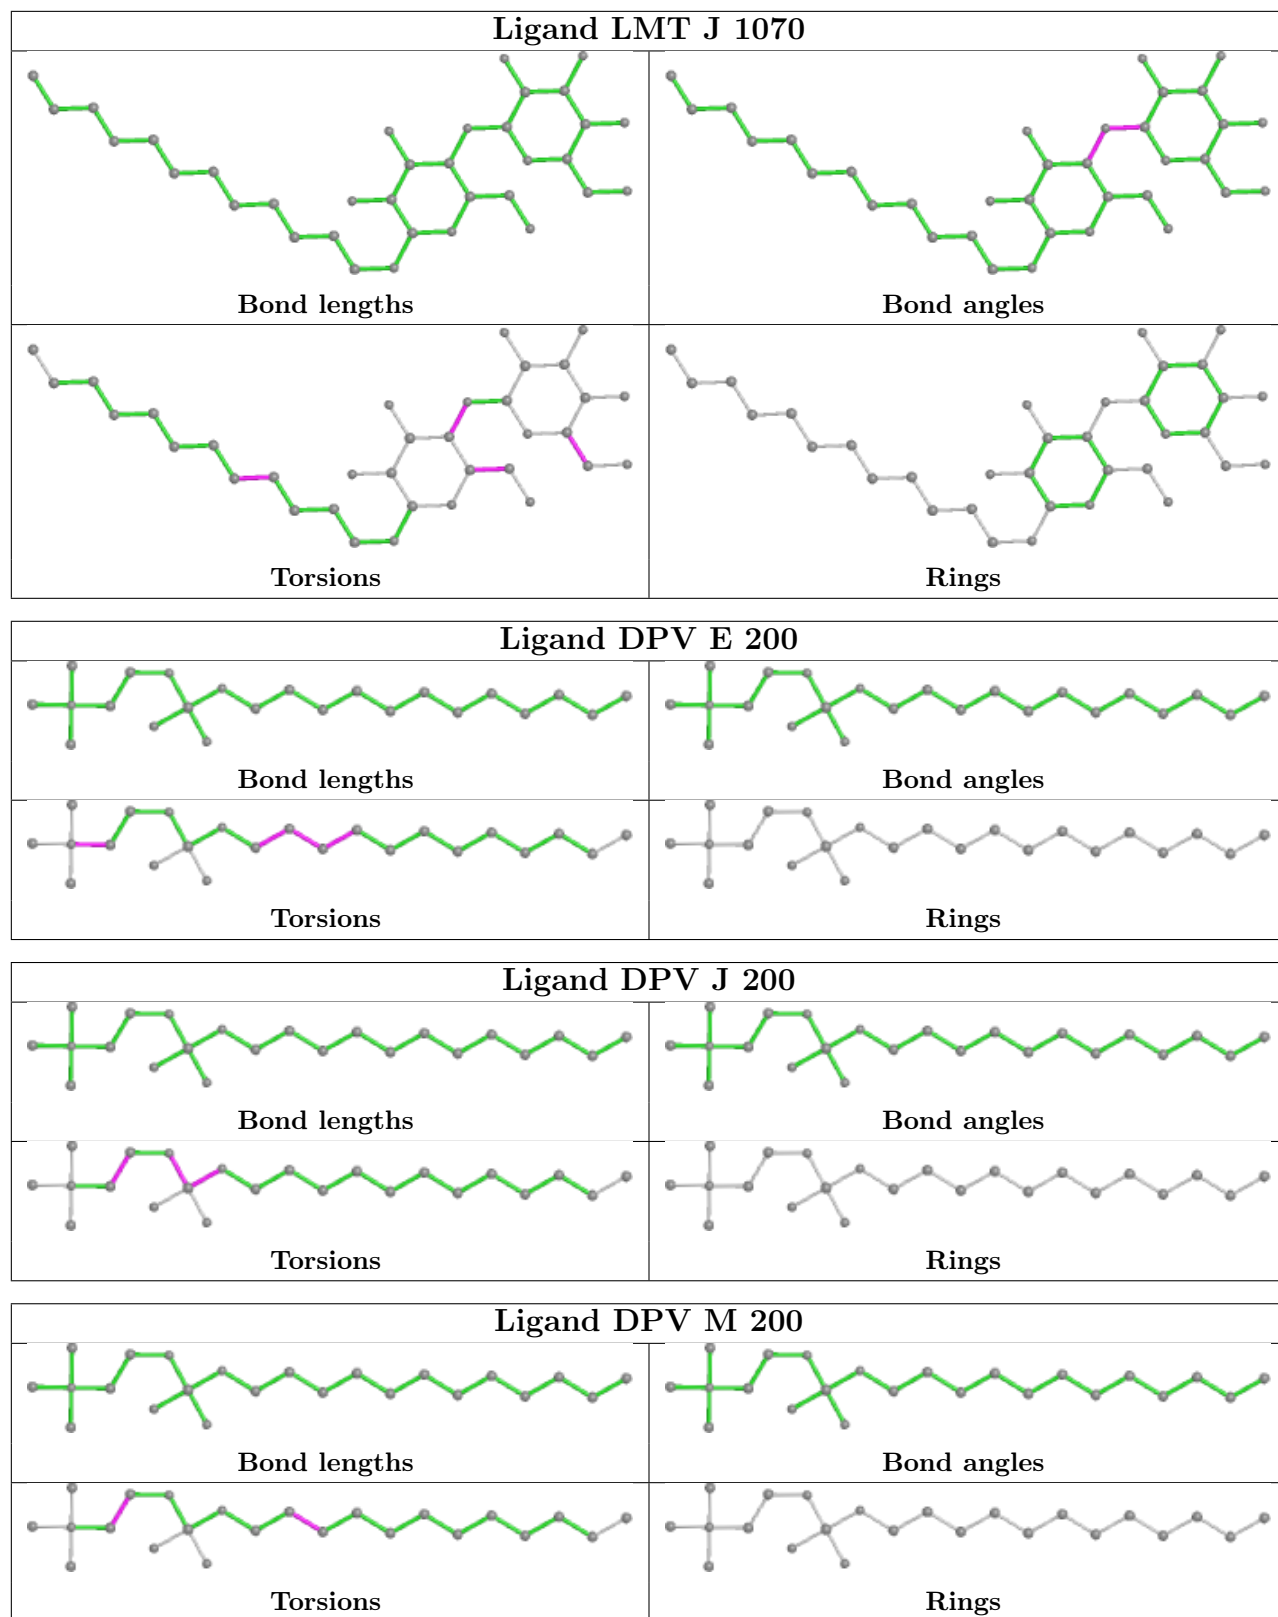 Ligand LMT J 1070
Bond lengths
Bond angles
Torsions
Rings
Ligand DPV E 200
Bond lengths
Bond angles
Torsions
Rings
Ligand DPV J 200
Bond lengths
Bond angles
Torsions
Rings
Ligand DPV M 200
Bond lengths
Bond angles
Torsions
Rings